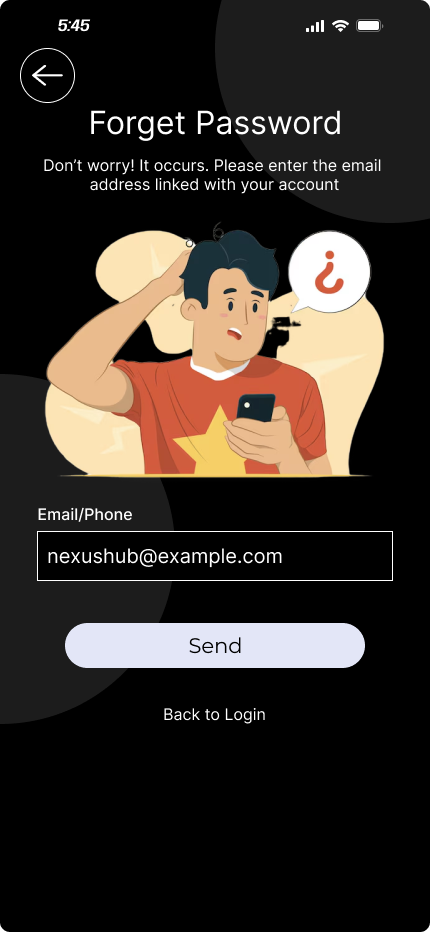 5:45
Forget Password
Don’t worry! It occurs. Please enter the email
address linked with your account
¿
Email/Phone
nexushub@example.com
Send
Back to Login